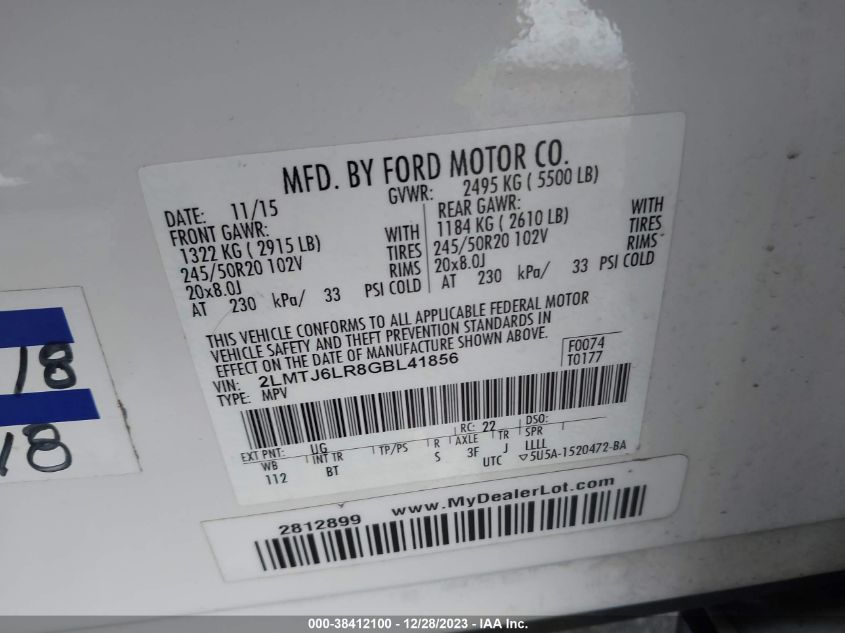 MFD. BY FORD MOTOR CO.
DATE: 11/15
GVWR: 2495 KG ( 5500 LB)
FRONT GAWR:
1322 KG ( 2915 LB) WITH
245/50R20 102V TIRES
20x8.0J RIMS
AT 230 kPa/ 33 PSI COLD
REAR GAWR:
1184 KG ( 2610 LB) WITH
245/50R20 102V TIRES
20x8.0J RIMS
AT 230 kPa/ 33 PSI COLD
THIS VEHICLE CONFORMS TO ALL APPLICABLE FEDERAL MOTOR
VEHICLE SAFETY AND THEFT PREVENTION STANDARDS IN
EFFECT ON THE DATE OF MANUFACTURE SHOWN ABOVE.
F0074
T0177
VIN: 2LMTJ6LR8GBL41856
TYPE: MPV
EXT PNT: UG RC: 22 DSO:
WB INT TR TP/PS R AXLE TR SPR
112 BT S 3F J LLLL
UTC ▽5U5A-1520472-BA
18
18
2812899 www.MyDealerLot.com
000-38412100 - 12/28/2023 - IAA Inc.